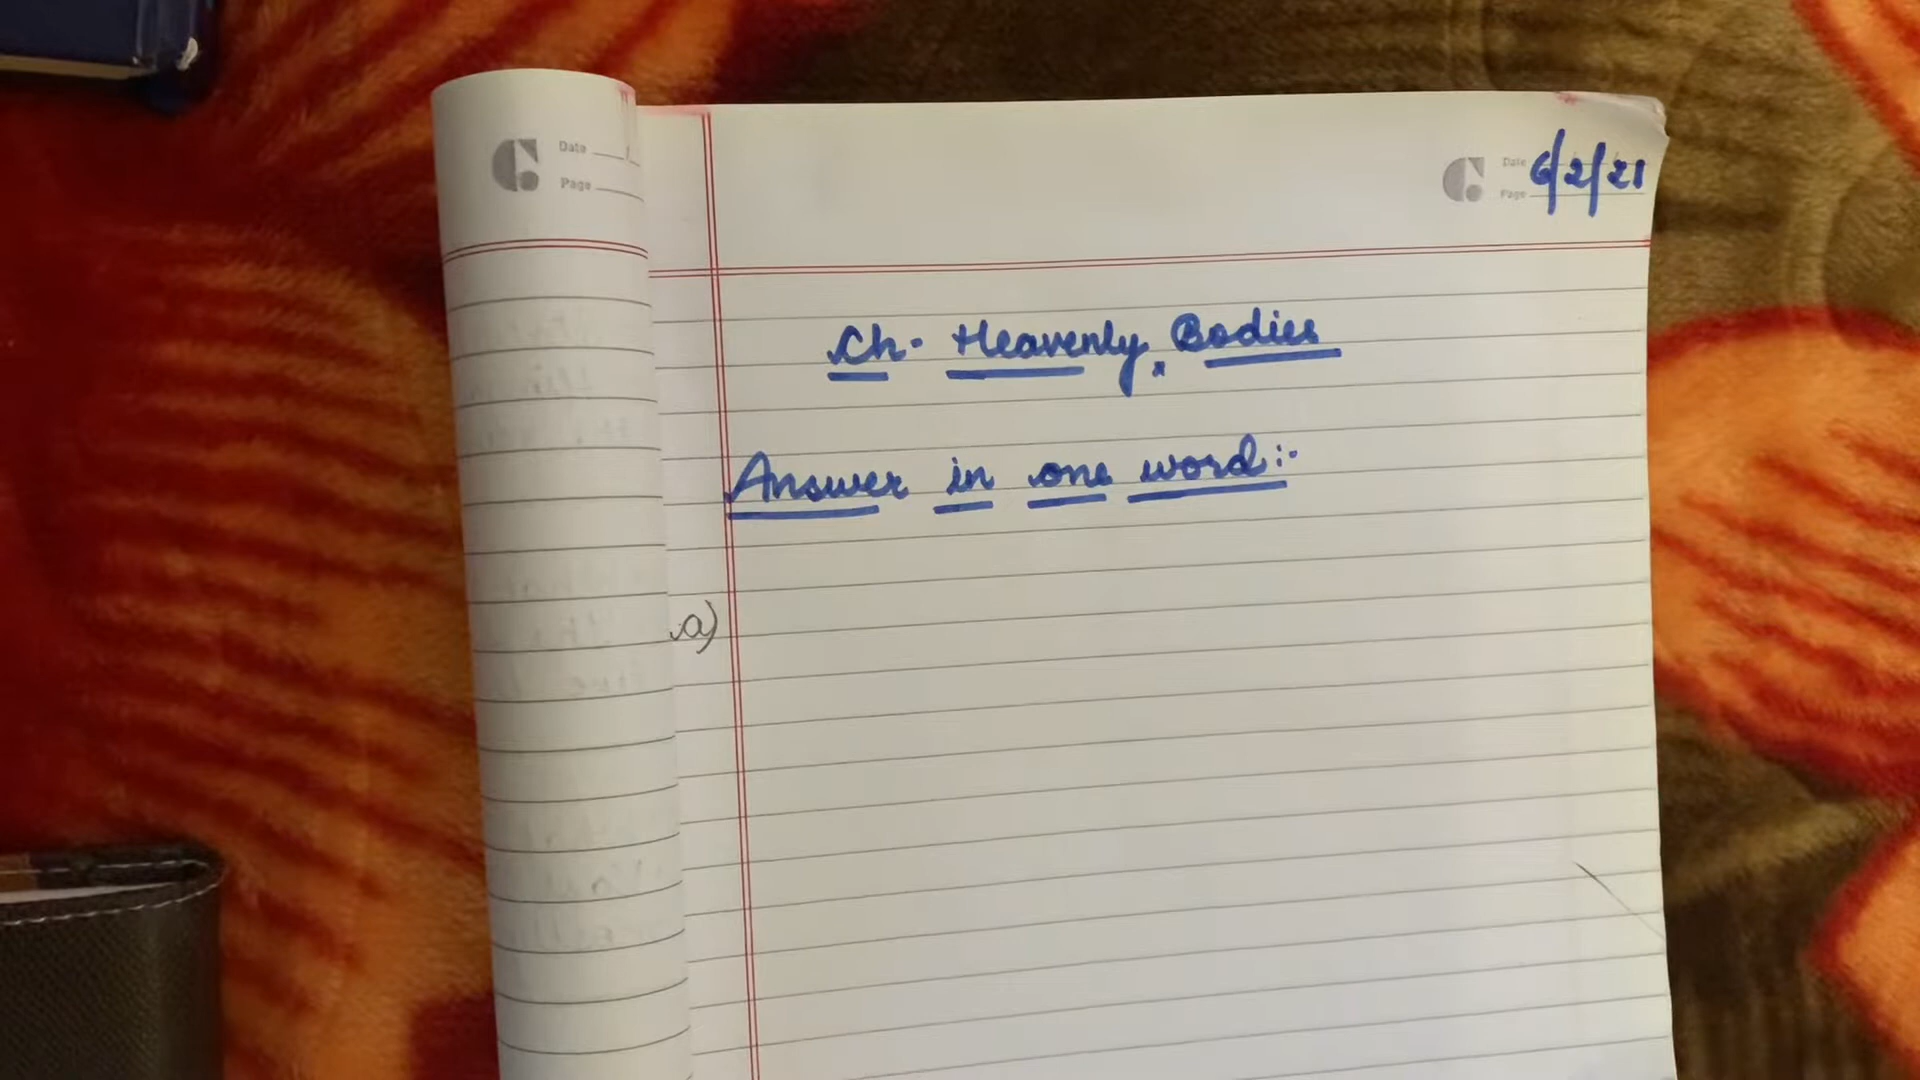 Date
Page
Date 6/2/21
Page
Ch- Heavenly Bodies
Answer in one word:-
a)